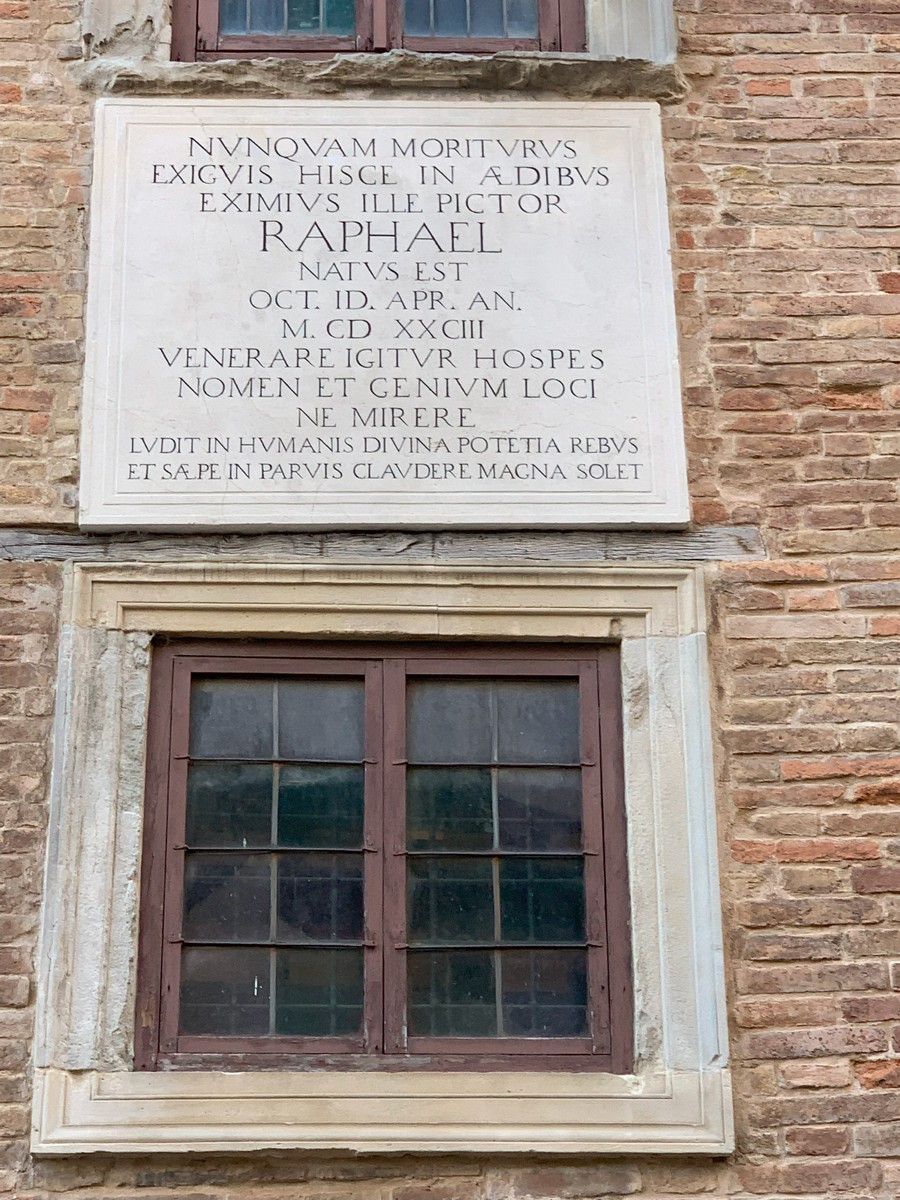 NVNQVAM MORITVRVS
EXIGVIS HISCE IN ÆDIBVS
EXIMIVS ILLE PICTOR
RAPHAEL
NATVS EST
OCT. ID. APR. AN.
M. CD XXCIII
VENERARE IGITVR HOSPES
NOMEN ET GENIVM LOCI
NE MIRERE
LVDIT IN HVMANIS DIVINA POTETIA REBVS
ET SÆPE IN PARVIS CLAVDERE MAGNA SOLET